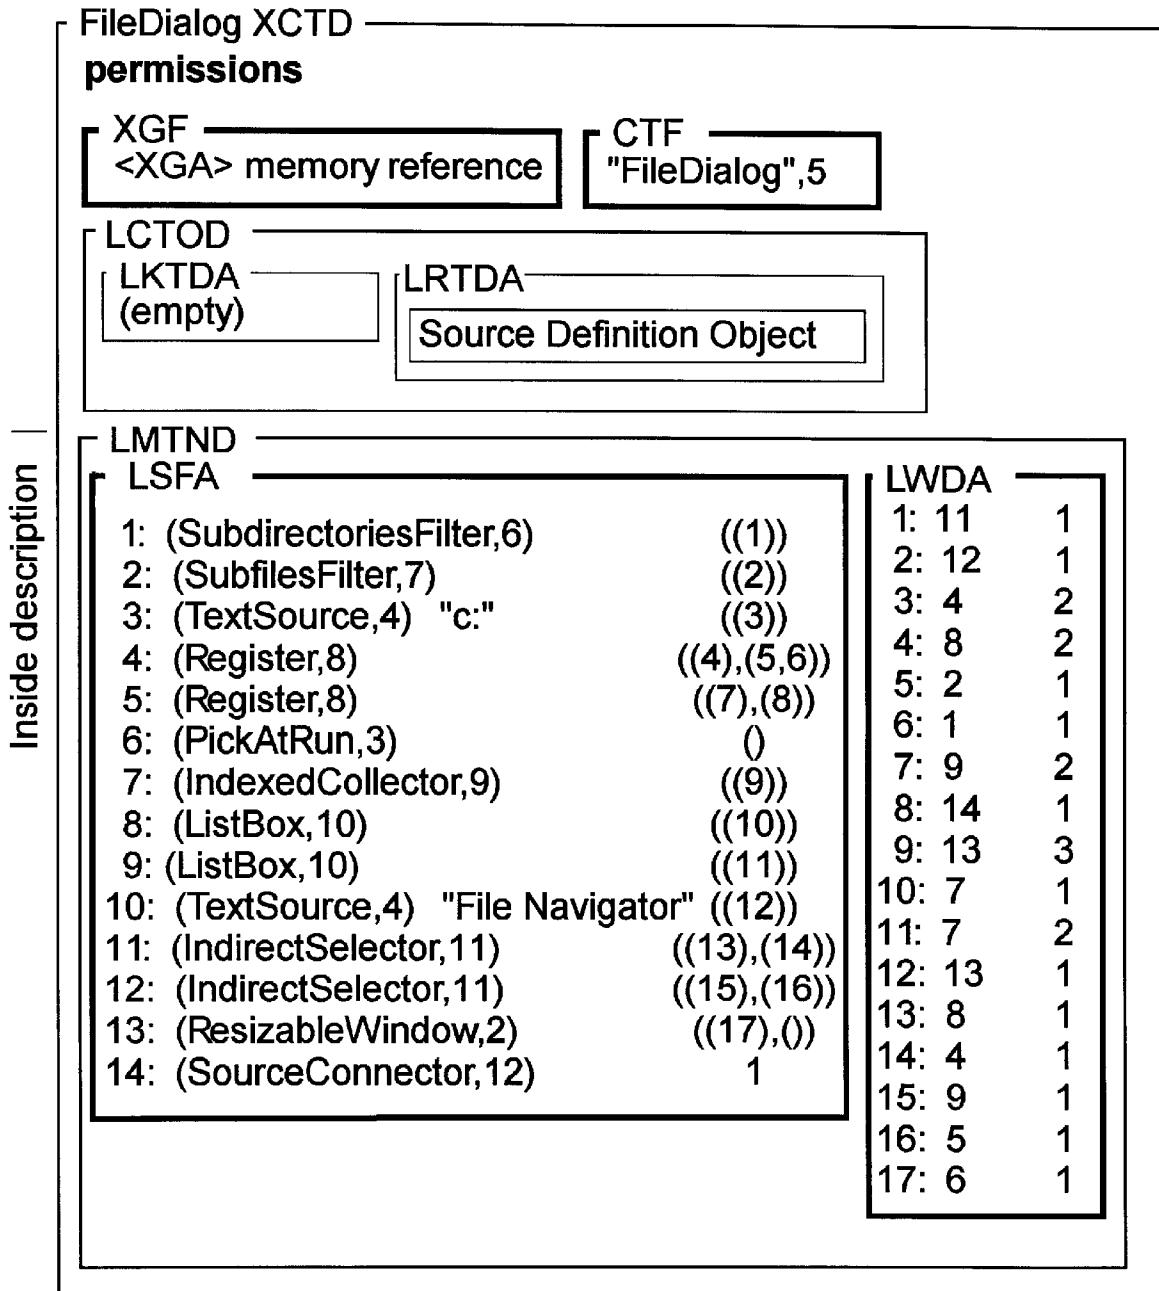 FileDialog XCTD
permissions
XGF
<XGA> memory reference
CTF
"FileDialog",5
LCTOD
LKTDA
(empty)
LRTDA
Source Definition Object
Inside description
LMTND
LSFA
1: (SubdirectoriesFilter,6) ((1))
2: (SubfilesFilter,7) ((2))
3: (TextSource,4) "c:" ((3))
4: (Register,8) ((4),(5,6))
5: (Register,8) ((7),(8))
6: (PickAtRun,3) ()
7: (IndexedCollector,9) ((9))
8: (ListBox,10) ((10))
9: (ListBox,10) ((11))
10: (TextSource,4) "File Navigator" ((12))
11: (IndirectSelector,11) ((13),(14))
12: (IndirectSelector,11) ((15),(16))
13: (ResizableWindow,2) ((17),())
14: (SourceConnector,12) 1
LWDA
1: 11 1
2: 12 1
3: 4 2
4: 8 2
5: 2 1
6: 1 1
7: 9 2
8: 14 1
9: 13 3
10: 7 1
11: 7 2
12: 13 1
13: 8 1
14: 4 1
15: 9 1
16: 5 1
17: 6 1